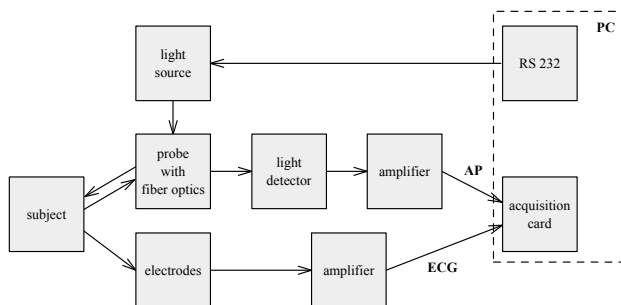 PC
light
source
RS 232
probe
with
fiber optics
light
detector
amplifier
AP
subject
acquisition
card
electrodes
amplifier
ECG